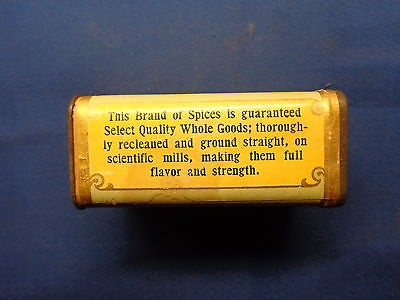 This Brand of Spices is guaranteed
Select Quality Whole Goods; thorough-
ly recleaned and ground straight, on
scientific mills, making them full
flavor and strength.